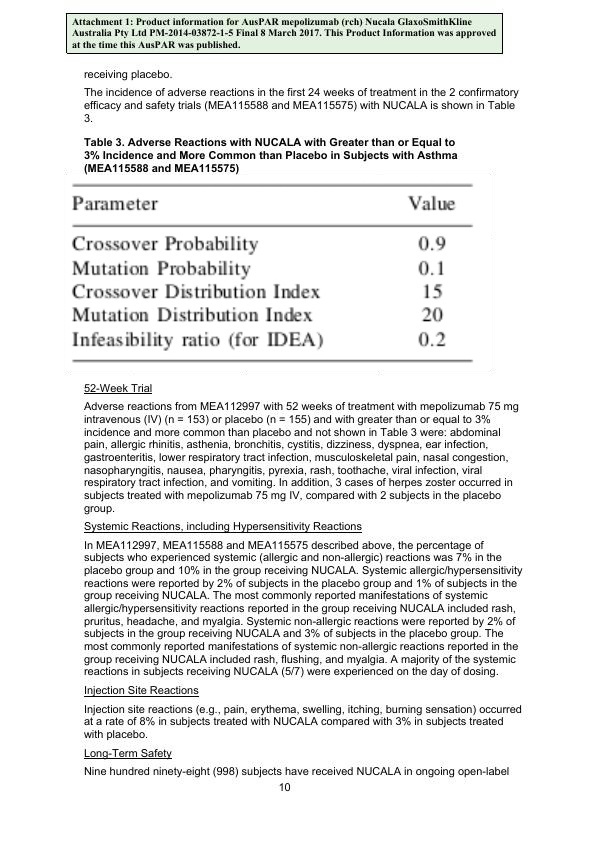 Attachment 1: Product information for AusPAR mepolizumab (rch) Nucala GlaxoSmithKline
Australia Pty Ltd PM-2014-03872-1-5 Final 8 March 2017. This Product Information was approved
at the time this AusPAR was published.
receiving placebo.
The incidence of adverse reactions in the first 24 weeks of treatment in the 2 confirmatory
efficacy and safety trials (MEA115588 and MEA115575) with NUCALA is shown in Table
3.
Table 3. Adverse Reactions with NUCALA with Greater than or Equal to
3% Incidence and More Common than Placebo in Subjects with Asthma
(MEA115588 and MEA115575)
Parameter Value
Crossover Probability 0.9
Mutation Probability 0.1
Crossover Distribution Index 15
Mutation Distribution Index 20
Infeasibility ratio (for IDEA) 0.2
52-Week Trial
Adverse reactions from MEA112997 with 52 weeks of treatment with mepolizumab 75 mg
intravenous (IV) (n = 153) or placebo (n = 155) and with greater than or equal to 3%
incidence and more common than placebo and not shown in Table 3 were: abdominal
pain, allergic rhinitis, asthenia, bronchitis, cystitis, dizziness, dyspnea, ear infection,
gastroenteritis, lower respiratory tract infection, musculoskeletal pain, nasal congestion,
nasopharyngitis, nausea, pharyngitis, pyrexia, rash, toothache, viral infection, viral
respiratory tract infection, and vomiting. In addition, 3 cases of herpes zoster occurred in
subjects treated with mepolizumab 75 mg IV, compared with 2 subjects in the placebo
group.
Systemic Reactions, including Hypersensitivity Reactions
In MEA112997, MEA115588 and MEA115575 described above, the percentage of
subjects who experienced systemic (allergic and non-allergic) reactions was 7% in the
placebo group and 10% in the group receiving NUCALA. Systemic allergic/hypersensitivity
reactions were reported by 2% of subjects in the placebo group and 1% of subjects in the
group receiving NUCALA. The most commonly reported manifestations of systemic
allergic/hypersensitivity reactions reported in the group receiving NUCALA included rash,
pruritus, headache, and myalgia. Systemic non-allergic reactions were reported by 2% of
subjects in the group receiving NUCALA and 3% of subjects in the placebo group. The
most commonly reported manifestations of systemic non-allergic reactions reported in the
group receiving NUCALA included rash, flushing, and myalgia. A majority of the systemic
reactions in subjects receiving NUCALA (5/7) were experienced on the day of dosing.
Injection Site Reactions
Injection site reactions (e.g., pain, erythema, swelling, itching, burning sensation) occurred
at a rate of 8% in subjects treated with NUCALA compared with 3% in subjects treated
with placebo.
Long-Term Safety
Nine hundred ninety-eight (998) subjects have received NUCALA in ongoing open-label
10